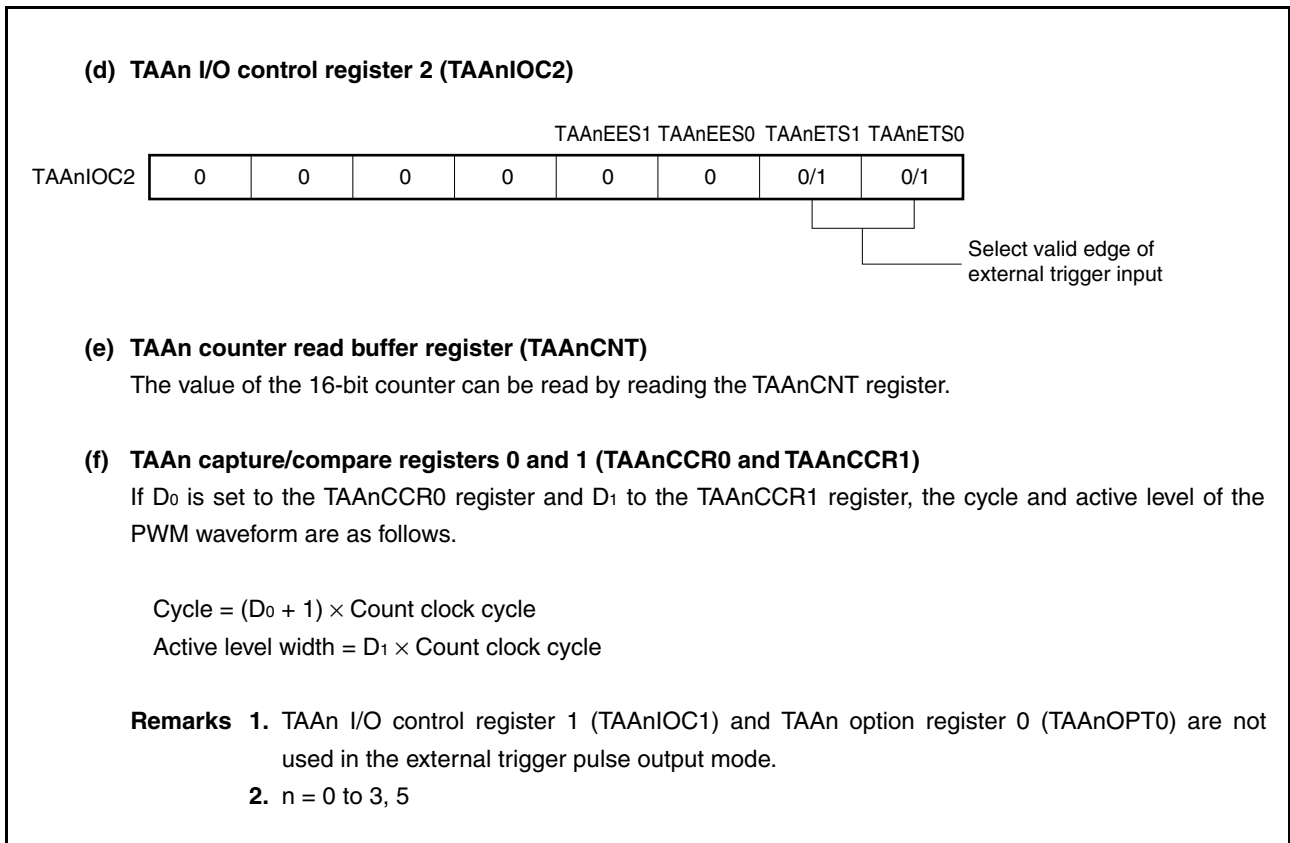 (d) TAAn I/O control register 2 (TAAnIOC2)
TAAnEES1 TAAnEES0 TAAnETS1 TAAnETS0
TAAnIOC2 0 0 0 0 0 0 0/1 0/1
Select valid edge of
external trigger input
(e) TAAn counter read buffer register (TAAnCNT)
The value of the 16-bit counter can be read by reading the TAAnCNT register.
(f) TAAn capture/compare registers 0 and 1 (TAAnCCR0 and TAAnCCR1)
If D0 is set to the TAAnCCR0 register and D1 to the TAAnCCR1 register, the cycle and active level of the
PWM waveform are as follows.
Cycle = (D0 + 1) × Count clock cycle
Active level width = D1 × Count clock cycle
Remarks 1. TAAn I/O control register 1 (TAAnIOC1) and TAAn option register 0 (TAAnOPT0) are not
used in the external trigger pulse output mode.
2. n = 0 to 3, 5